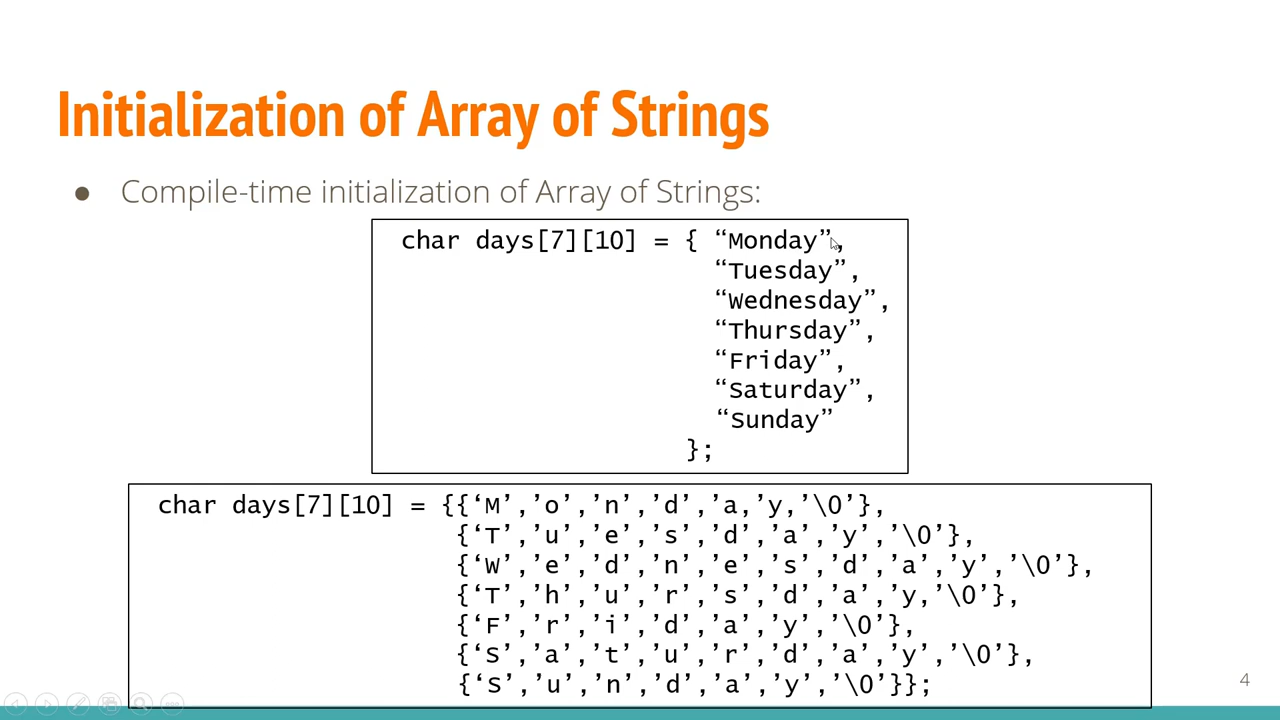 Initialization of Array of Strings
● Compile-time initialization of Array of Strings:
char days[7][10] = { “Monday”,
“Tuesday”,
“Wednesday”,
“Thursday”,
“Friday”,
“Saturday”,
“Sunday”
};
char days[7][10] = {{‘M’,’o’,’n’,’d’,’a,’y,’\0’},
{‘T’,’u’,’e’,’s’,’d’,’a’,’y’,’\0’},
{‘W’,’e’,’d’,’n’,’e’,’s’,’d’,’a’,’y’,’\0’},
{‘T’,’h’,’u’,’r’,’s’,’d’,’a’,’y,’\0’},
{‘F’,’r’,’i’,’d’,’a’,’y’,’\0’},
{‘S’,’a’,’t’,’u’,’r’,’d’,’a’,’y’,’\0’},
{‘S’,’u’,’n’,’d’,’a’,’y’,’\0’}};
4